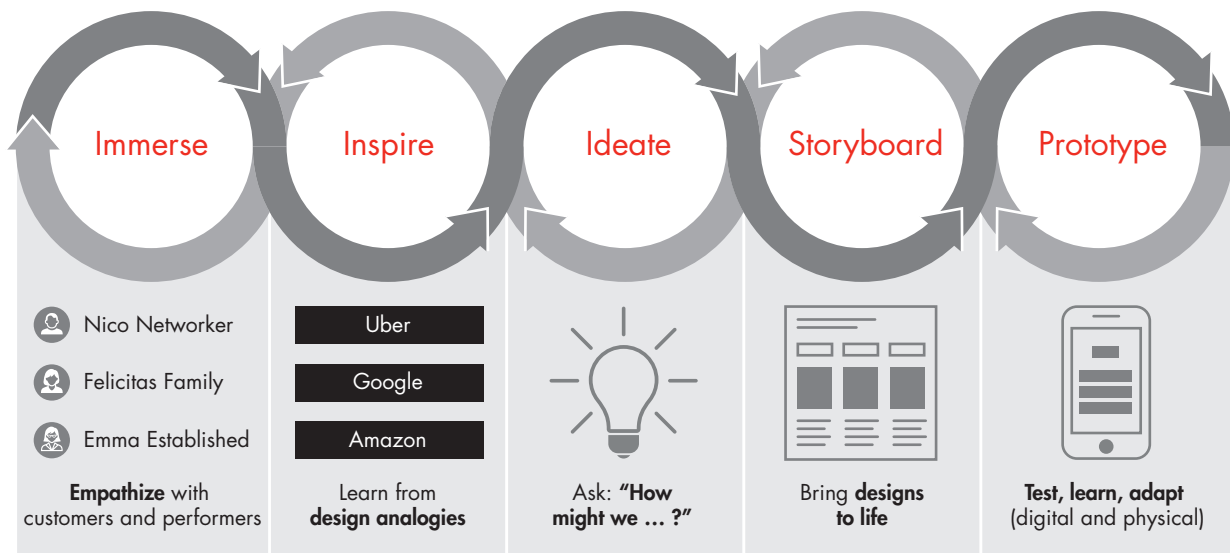 Immerse
Inspire
Ideate
Storyboard
Prototype
Nico Networker
Felicitas Family
Emma Established
Empathize with
customers and performers
Uber
Google
Amazon
Learn from
design analogies
Ask: “How
might we … ?”
Bring designs
to life
Test, learn, adapt
(digital and physical)